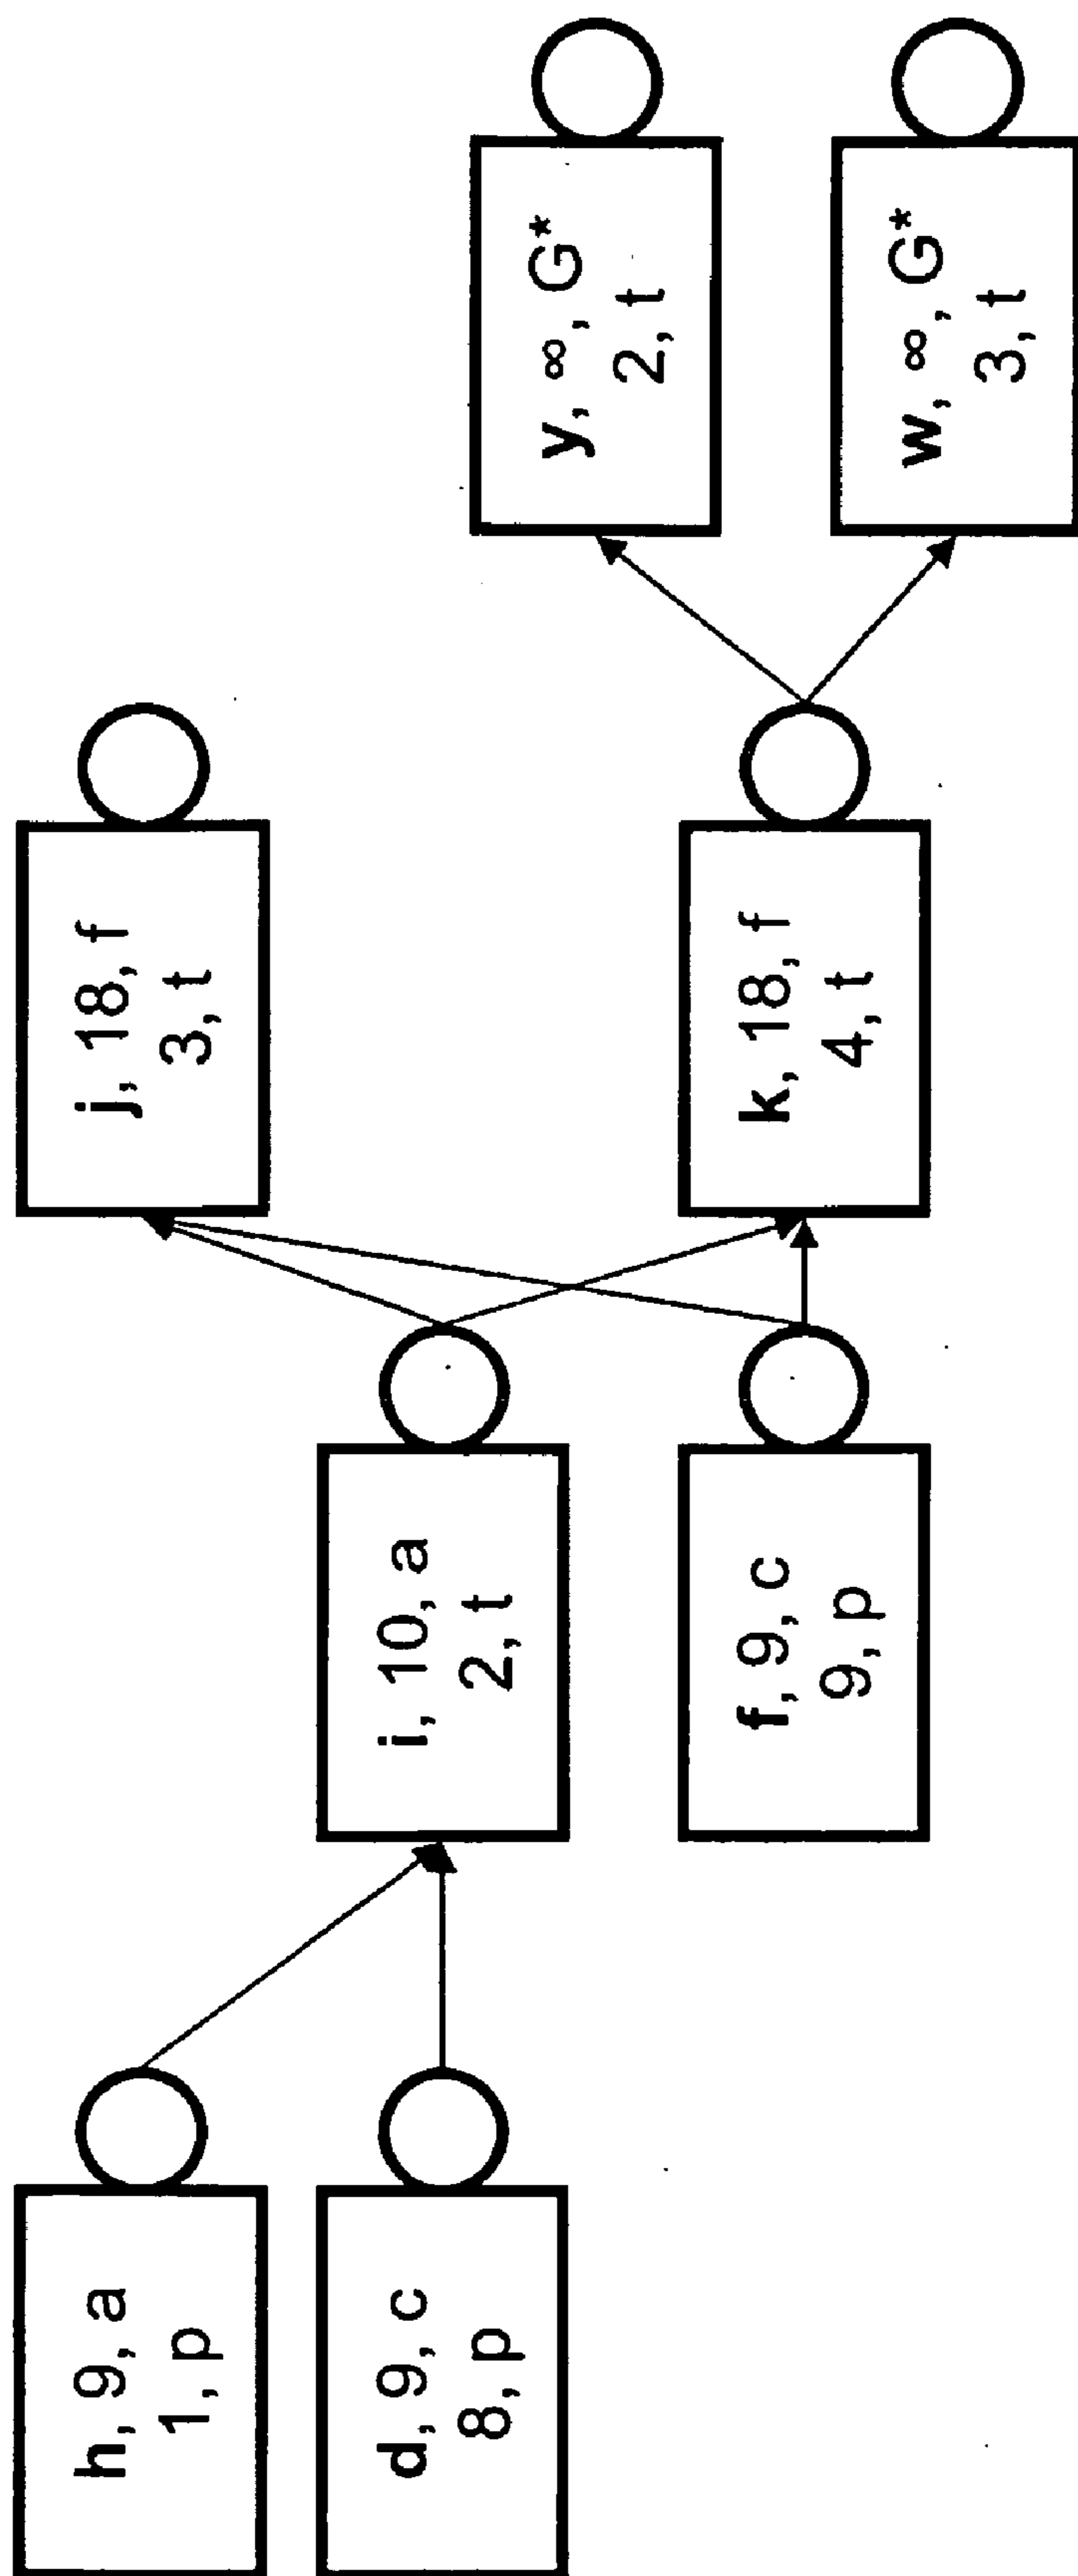 h, 9, a
1, p
d, 9, c
8, p
i, 10, a
2, t
f, 9, c
9, p
j, 18, f
3, t
k, 18, f
4, t
y, ∞, G*
2, t
w, ∞, G*
3, t